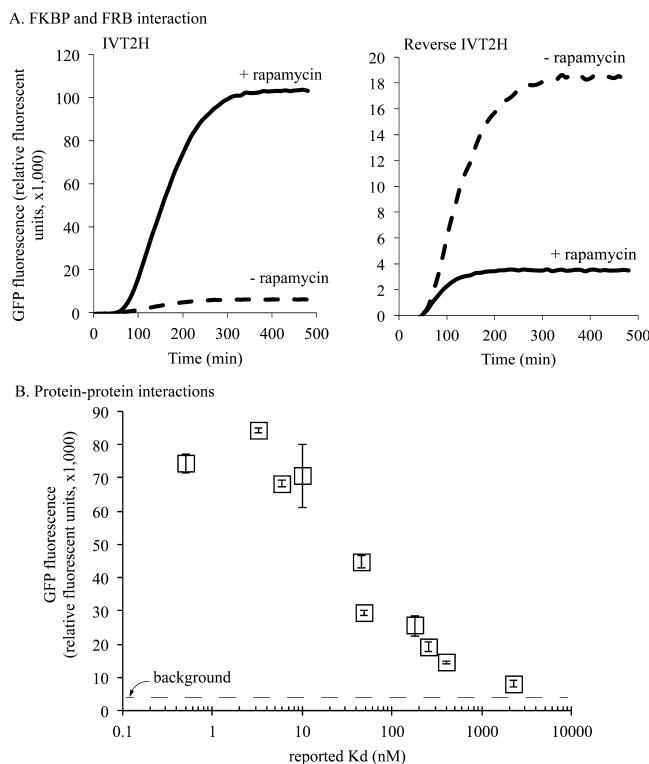 A. FKBP and FRB interaction
IVT2H
Reverse IVT2H
GFP fluorescence (relative fluorescent
units, x1,000)
120
100
80
60
40
20
0
+ rapamycin
- rapamycin
0 100 200 300 400 500
Time (min)
20
18
16
14
12
10
8
6
4
2
0
- rapamycin
+ rapamycin
0 100 200 300 400 500
Time (min)
B. Protein-protein interactions
GFP fluorescence
(relative fluorescent units, x1,000)
90
80
70
60
50
40
30
20
10
0
background
0.1 1 10 100 1000 10000
reported Kd (nM)